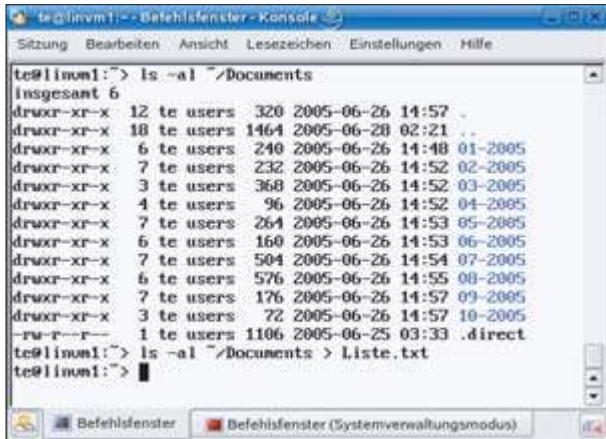 te@linvm1:~ - Befehlsfenster - Konsole
Sitzung Bearbeiten Ansicht Lesezeichen Einstellungen Hilfe
te@linvm1:~> ls -al ~/Documents
insgesamt 6
drwxr-xr-x 12 te users 320 2005-06-26 14:57 .
drwxr-xr-x 18 te users 1464 2005-06-28 02:21 ..
drwxr-xr-x 6 te users 240 2005-06-26 14:48 01-2005
drwxr-xr-x 7 te users 232 2005-06-26 14:52 02-2005
drwxr-xr-x 3 te users 368 2005-06-26 14:52 03-2005
drwxr-xr-x 4 te users 96 2005-06-26 14:52 04-2005
drwxr-xr-x 7 te users 264 2005-06-26 14:53 05-2005
drwxr-xr-x 6 te users 160 2005-06-26 14:53 06-2005
drwxr-xr-x 7 te users 504 2005-06-26 14:54 07-2005
drwxr-xr-x 6 te users 576 2005-06-26 14:55 08-2005
drwxr-xr-x 7 te users 176 2005-06-26 14:57 09-2005
drwxr-xr-x 3 te users 72 2005-06-26 14:57 10-2005
-rw-r--r-- 1 te users 1106 2005-06-25 03:33 .direct
te@linvm1:~> ls -al ~/Documents > Liste.txt
te@linvm1:~>
Befehlsfenster Befehlsfenster (Systemverwaltungsmodus)